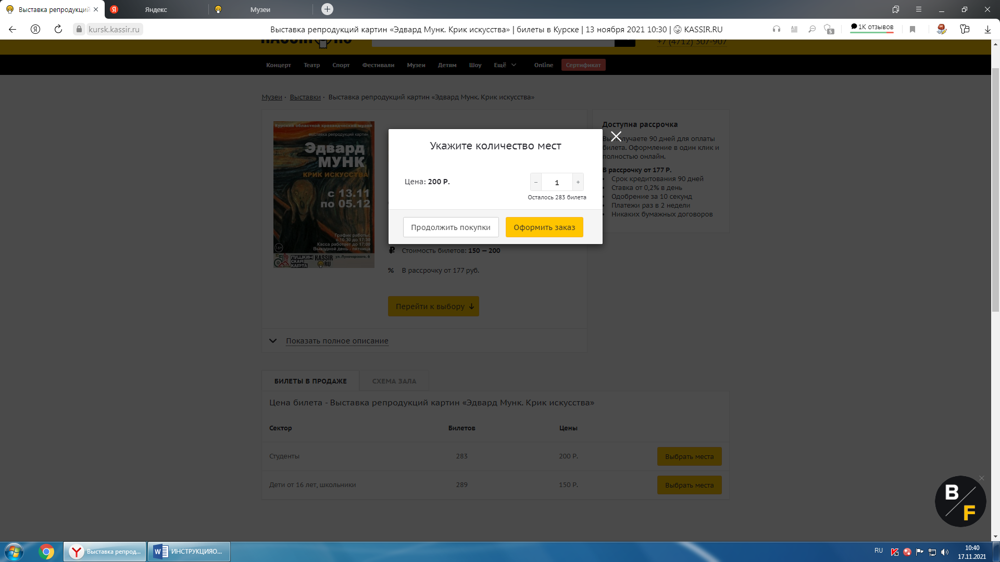 Выставка репродукций
Яндекс
Музеи
kursk.kassir.ru
Выставка репродукций картин «Эдвард Мунк. Крик искусства» | билеты в Курске | 13 ноября 2021 10:30 | KASSIR.RU
5
1К отзывов
+7 (4712) 307-907
Концерт
Театр
Спорт
Фестивали
Музеи
Детям
Шоу
Ещё
Online
Сертификат
Музеи · Выставки · Выставка репродукций картин «Эдвард Мунк. Крик искусства»
Курский областной краеведческий музей
выставка репродукций картин
Эдвард
МУНК
КРИК ИСКУССТВА
с 13.11
по 05.12
График работы:
с 10:30 до 17:30
Касса работает до 17:00
Выходной день - пятница
16+
ПУШКИН
СКАЯ
КАРТА
KASSIR
RU
ул. Луначарского, 8
Укажите количество мест
Цена: 200 Р.
− 1 +
Осталось 283 билета
Продолжить покупки
Оформить заказ
Доступна рассрочка
Вы получаете 90 дней для оплаты
билета. Оформление в один клик и
полностью онлайн.
В рассрочку от 177 Р.
Срок кредитования 90 дней
Ставка от 0,2% в день
Одобрение за 10 секунд
Платежи раз в 2 недели
Никаких бумажных договоров
₽ Стоимость билетов: 150 — 200
% В рассрочку от 177 руб.
Перейти к выбору ↓
Показать полное описание
БИЛЕТЫ В ПРОДАЖЕ
СХЕМА ЗАЛА
Цена билета - Выставка репродукций картин «Эдвард Мунк. Крик искусства»
Сектор Билетов Цены
Студенты 283 200 Р. Выбрать места
Дети от 16 лет, школьники 289 150 Р. Выбрать места
B F
Выставка репрод...
ИНСТРУКЦИЯО...
RU
10:40
17.11.2021